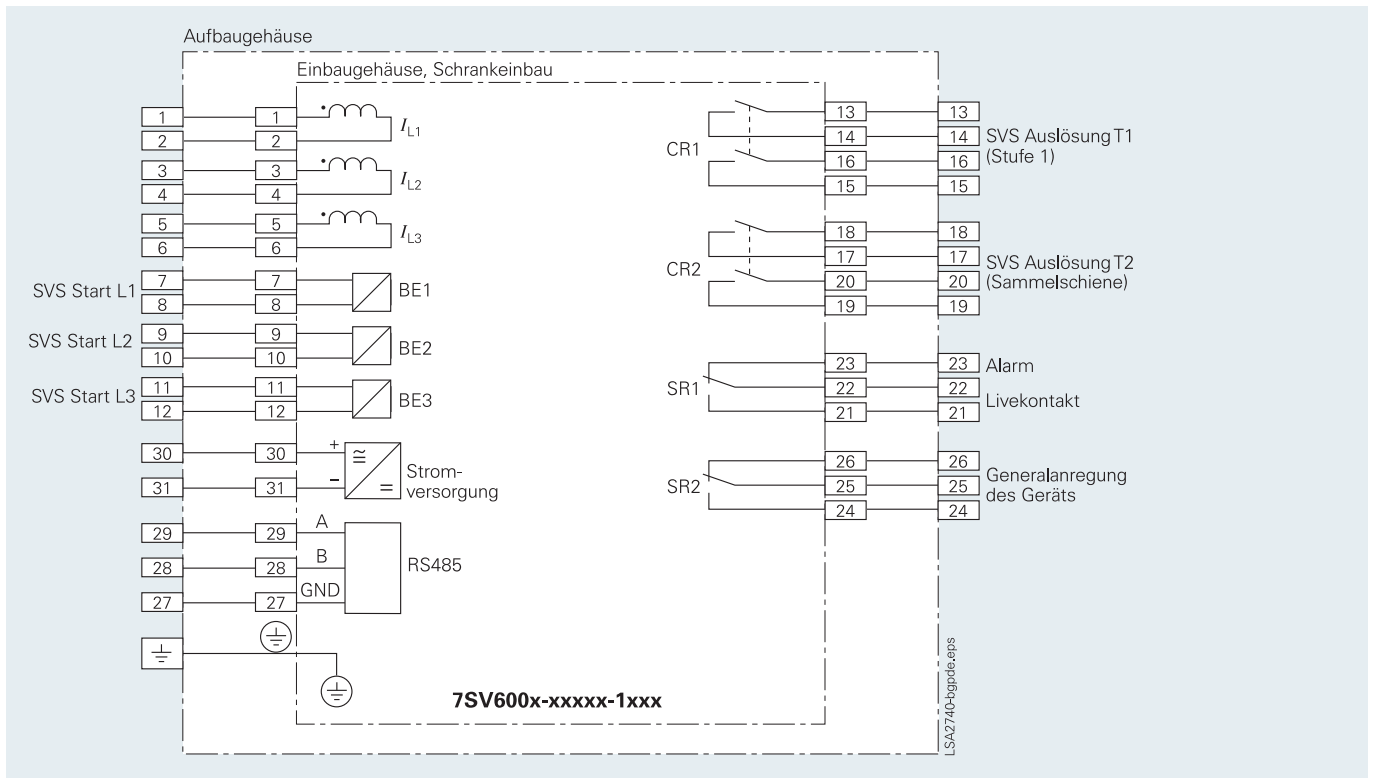 Aufbaugehäuse
Einbaugehäuse, Schrankeinbau
1 1 I L1
2 2
3 3 I L2
4 4
5 5 I L3
6 6
SVS Start L1 7 7 BE1
8 8
SVS Start L2 9 9 BE2
10 10
SVS Start L3 11 11 BE3
12 12
30 30 + ≅
Strom-
versorgung
31 31 – =
29 29 A
28 28 B RS485
27 27 GND
CR1
13 13
14 14
16 16
15 15
SVS Auslösung T1
(Stufe 1)
CR2
18 18
17 17
20 20
19 19
SVS Auslösung T2
(Sammelschiene)
SR1
23 23 Alarm
22 22
21 21 Livekontakt
SR2
26 26
25 25
24 24
Generalanregung
des Geräts
7SV600x-xxxxx-1xxx
LSA2740-bgpde.eps